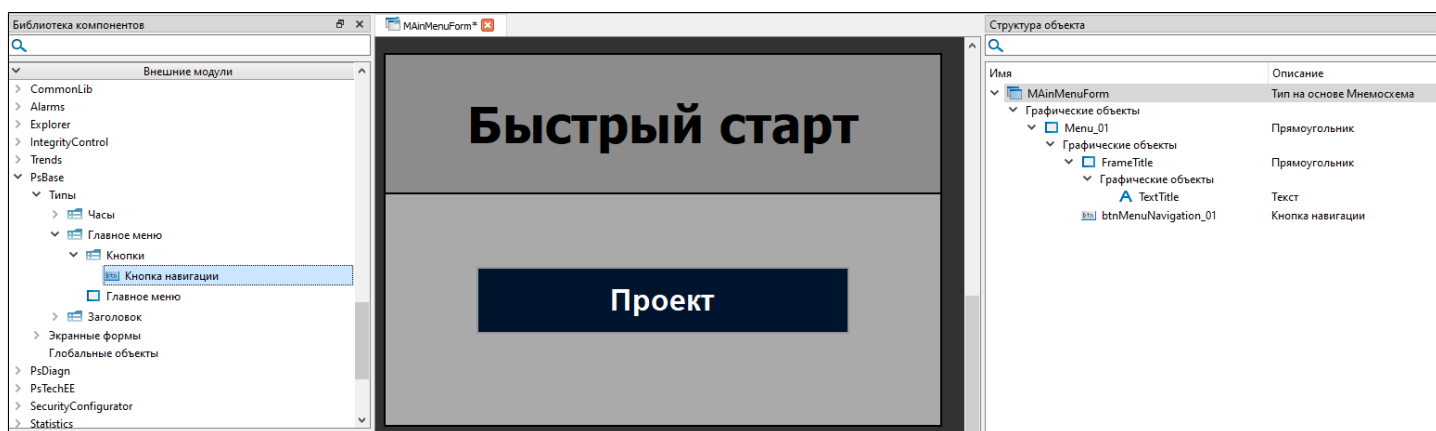 Библиотека компонентов
Внешние модули
CommonLib
Alarms
Explorer
IntegrityControl
Trends
PsBase
Типы
Часы
Главное меню
Кнопки
btn Кнопка навигации
Главное меню
Заголовок
Экранные формы
Глобальные объекты
PsDiagn
PsTechEE
SecurityConfigurator
Statistics
MAinMenuForm*
Быстрый старт
Проект
Структура объекта
Имя Описание
MAinMenuForm Тип на основе Мнемосхема
Графические объекты
Menu_01 Прямоугольник
Графические объекты
FrameTitle Прямоугольник
Графические объекты
A TextTitle Текст
btn btnMenuNavigation_01 Кнопка навигации